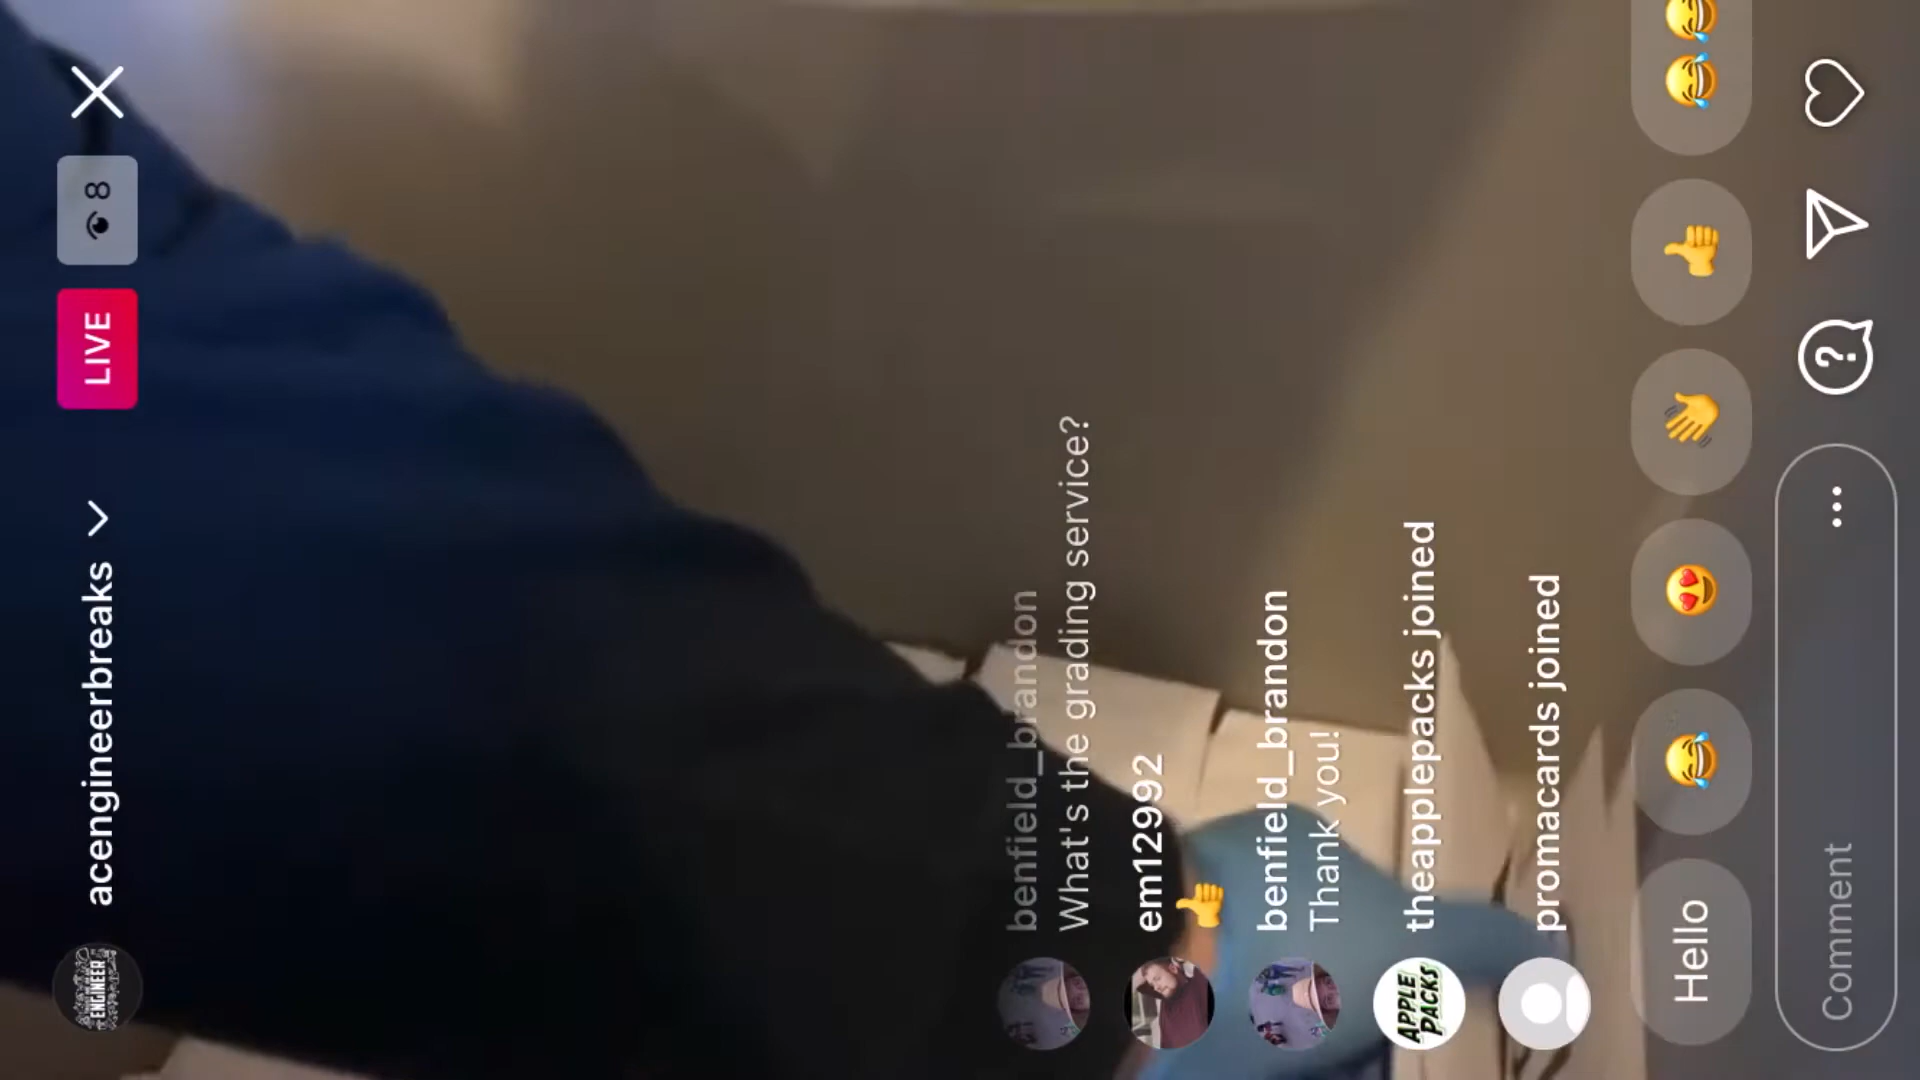 acengineerbreaks
LIVE
8
ENGINEER
benfield_brandon
What's the grading service?
em12992
👍
benfield_brandon
Thank you!
APPLE
PACKS
theapplepacks joined
promacards joined
Hello
😂
😍
👋
👍
😂😂
Comment
...